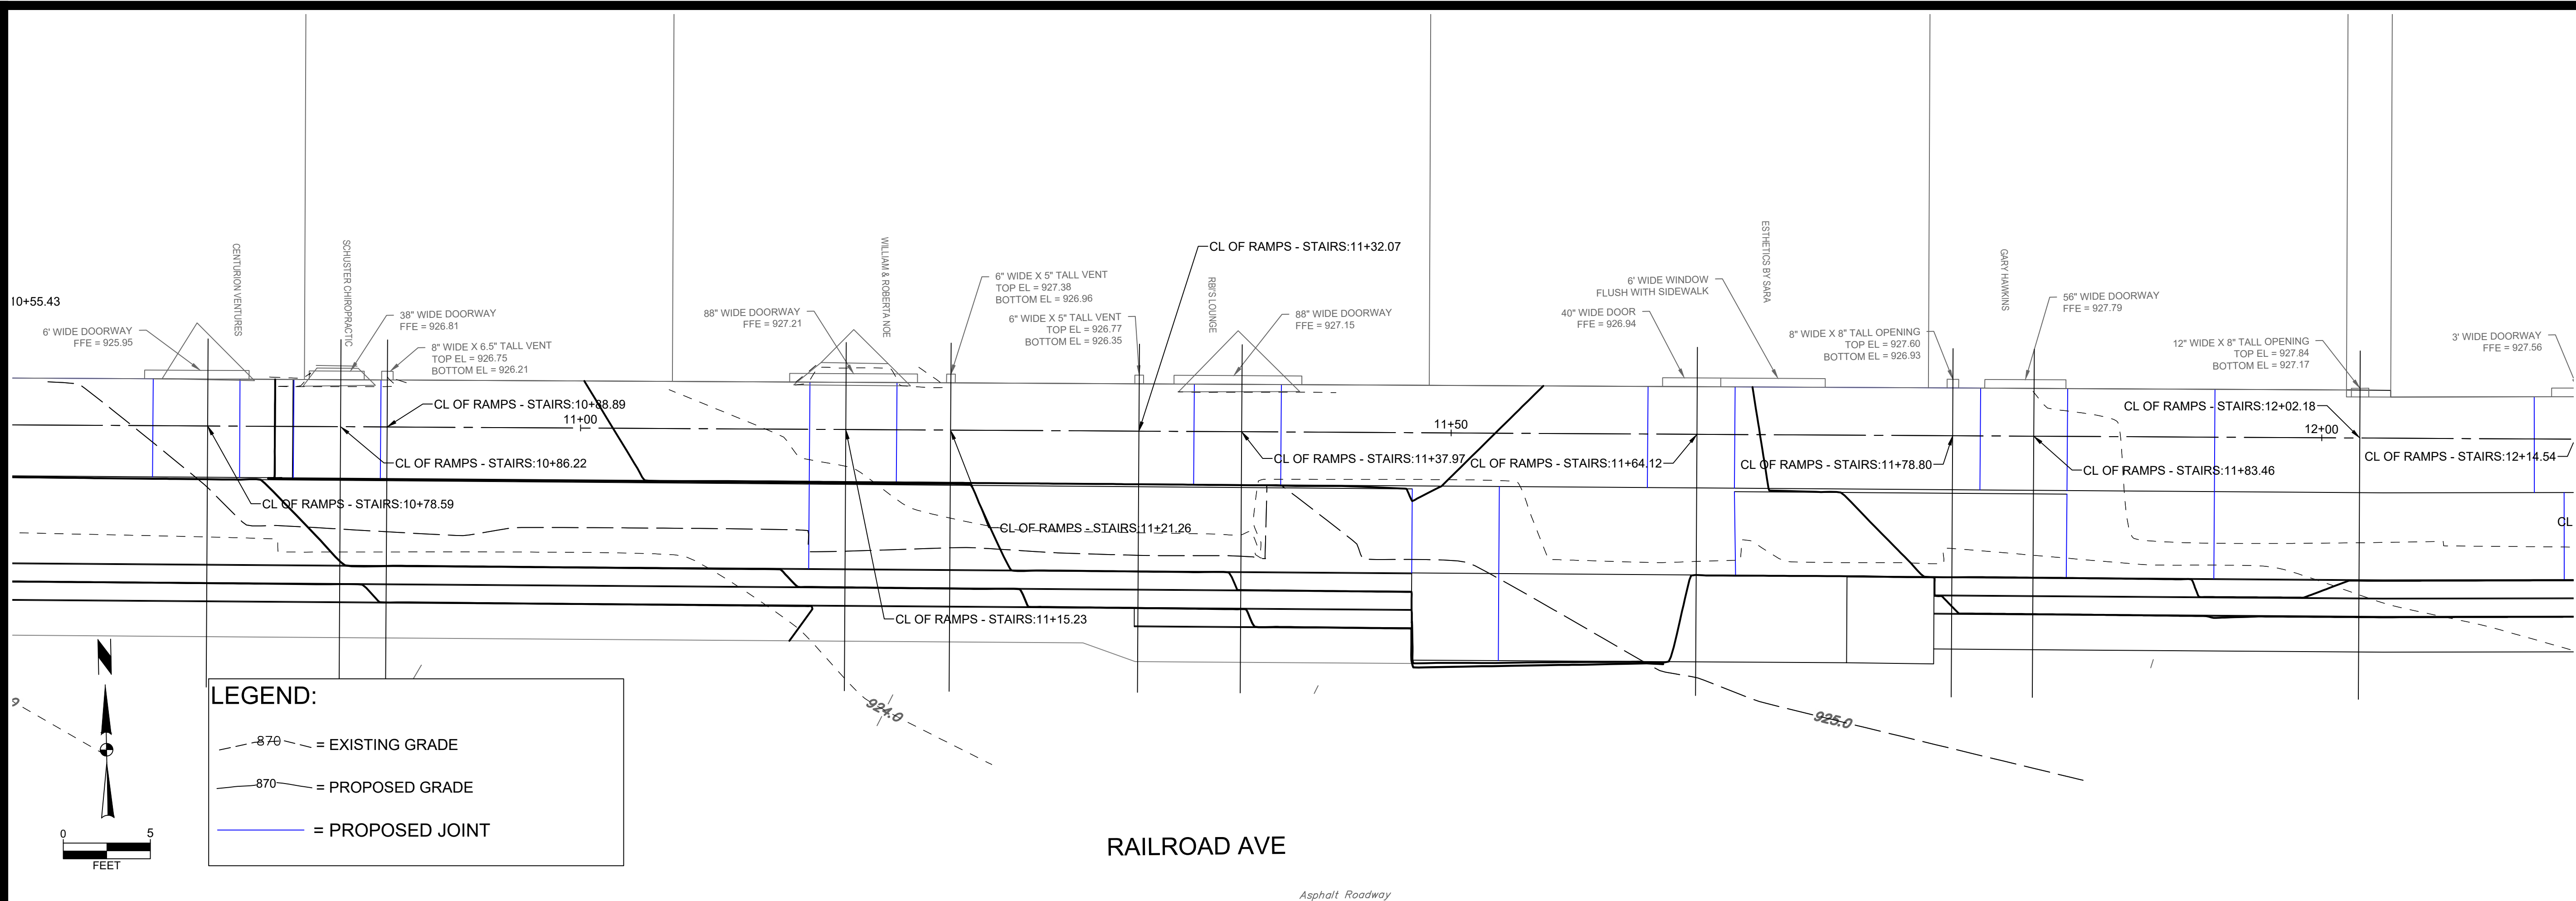 10+55.43
6' WIDE DOORWAY
FFE = 925.95
CENTURION VENTURES
SCHUSTER CHIROPRACTIC
38" WIDE DOORWAY
FFE = 926.81
8" WIDE X 6.5" TALL VENT
TOP EL = 926.75
BOTTOM EL = 926.21
CL OF RAMPS - STAIRS:10+88.89
11+00
CL OF RAMPS - STAIRS:10+86.22
CL OF RAMPS - STAIRS:10+78.59
88" WIDE DOORWAY
FFE = 927.21
WILLIAM & ROBERTA NOE
6" WIDE X 5" TALL VENT
TOP EL = 927.38
BOTTOM EL = 926.96
6" WIDE X 5" TALL VENT
TOP EL = 926.77
BOTTOM EL = 926.35
CL OF RAMPS - STAIRS:11+32.07
RBI'S LOUNGE
88" WIDE DOORWAY
FFE = 927.15
CL OF RAMPS - STAIRS:11+37.97
11+50
CL OF RAMPS - STAIRS:11+21.26
CL OF RAMPS - STAIRS:11+15.23
6' WIDE WINDOW
FLUSH WITH SIDEWALK
40" WIDE DOOR
FFE = 926.94
ESTHETICS BY SARA
CL OF RAMPS - STAIRS:11+64.12
8" WIDE X 8" TALL OPENING
TOP EL = 927.60
BOTTOM EL = 926.93
CL OF RAMPS - STAIRS:11+78.80
GARY HAWKINS
56" WIDE DOORWAY
FFE = 927.79
CL OF RAMPS - STAIRS:11+83.46
12" WIDE X 8" TALL OPENING
TOP EL = 927.84
BOTTOM EL = 927.17
CL OF RAMPS - STAIRS:12+02.18
12+00
3' WIDE DOORWAY
FFE = 927.56
CL OF RAMPS - STAIRS:12+14.54
CL
924.0
925.0
9
N
0 5
FEET
LEGEND:
870 = EXISTING GRADE
870 = PROPOSED GRADE
= PROPOSED JOINT
RAILROAD AVE
Asphalt Roadway